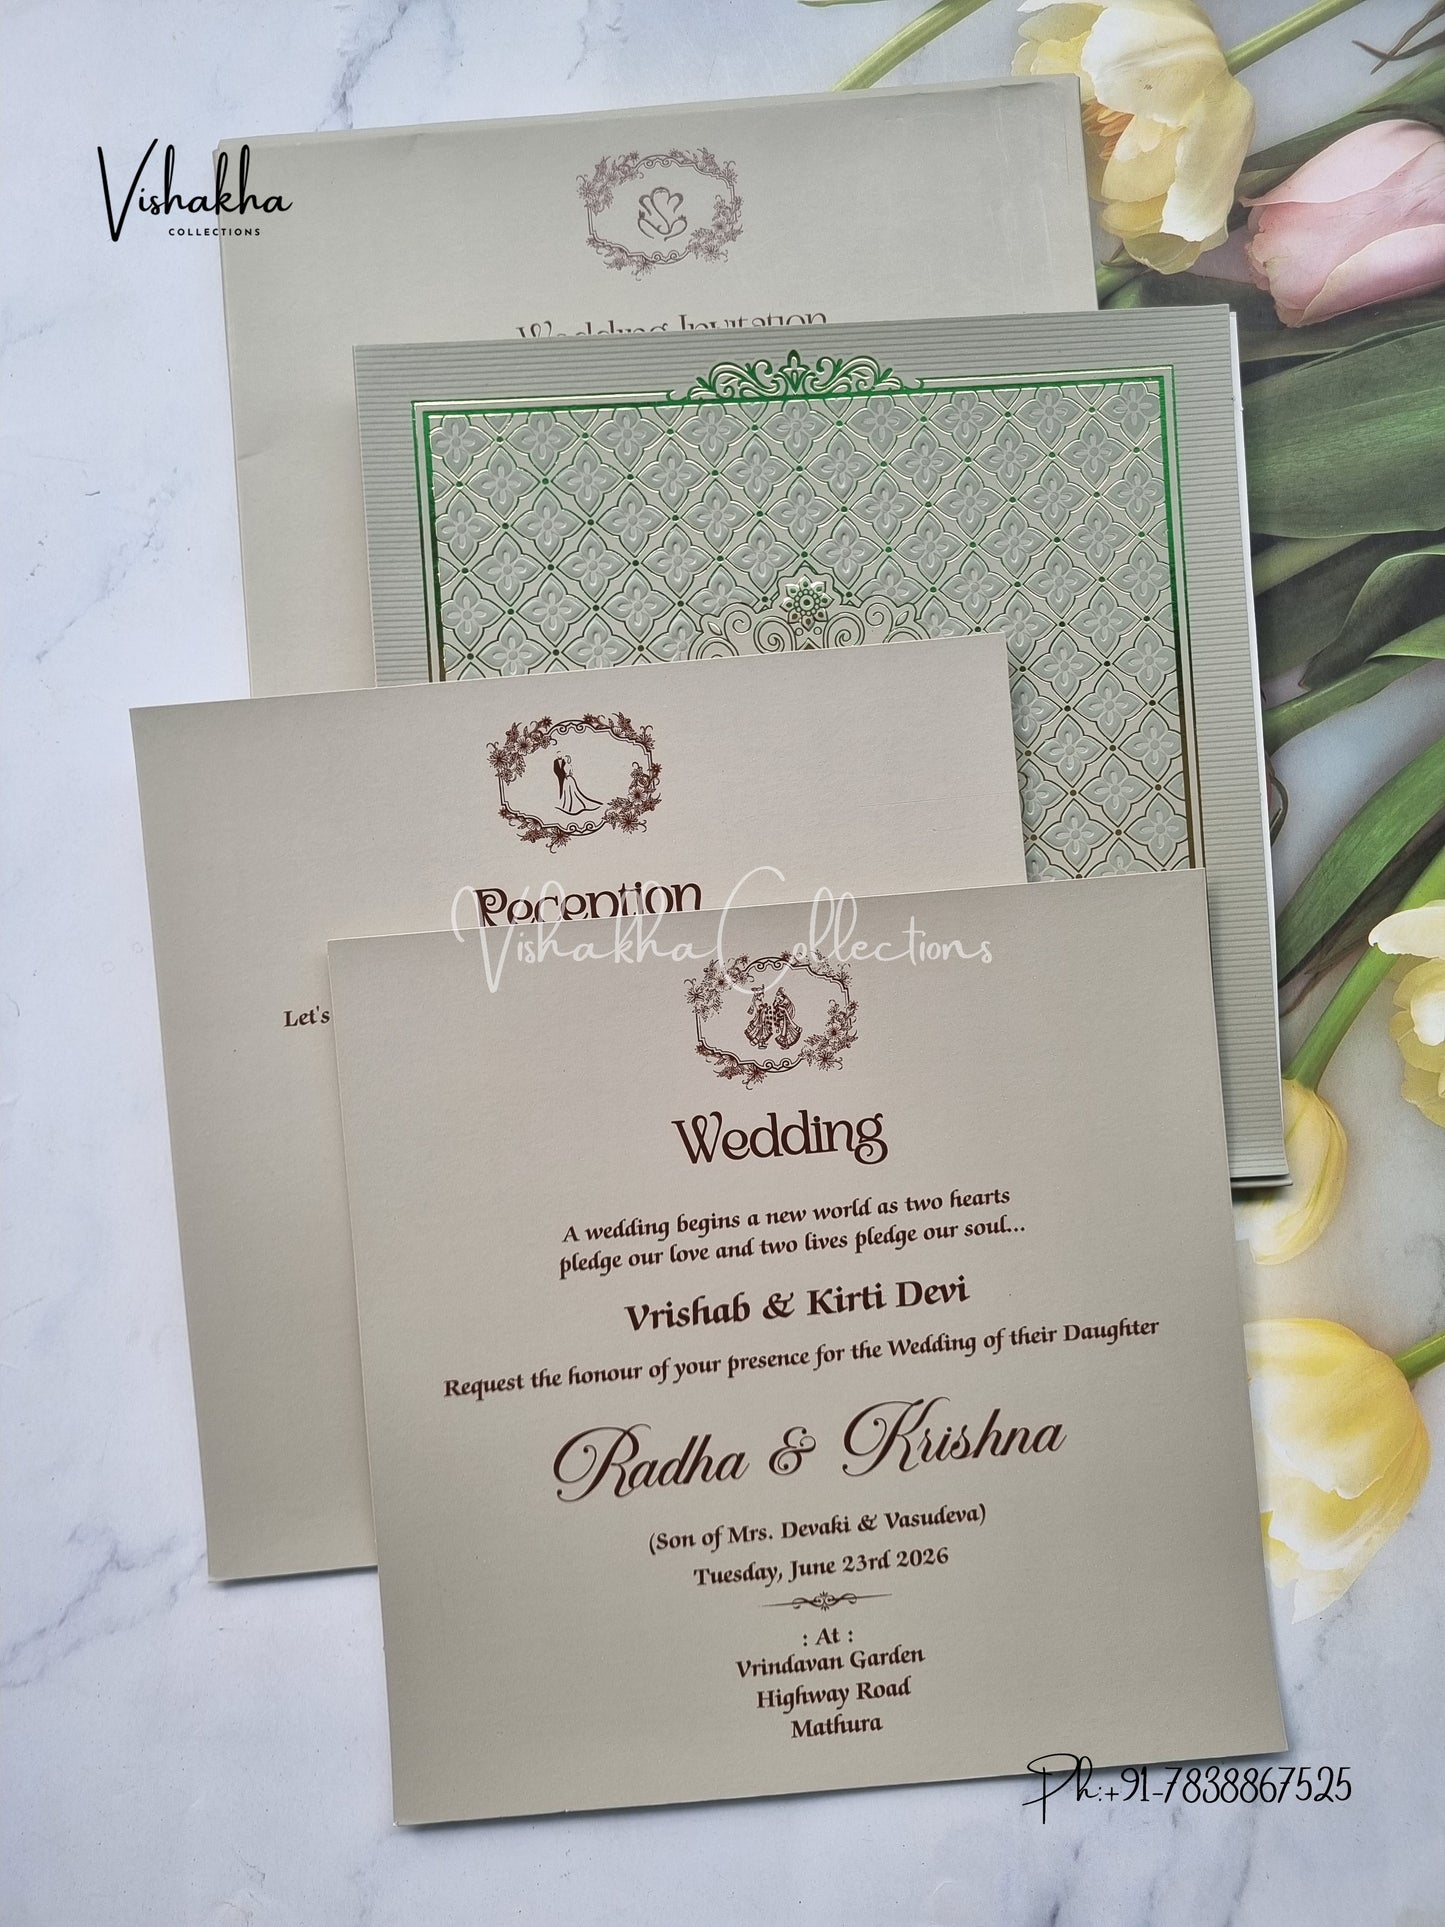 Vishakha
COLLECTIONS
Wedding Invitation
Reception
Vishakha Collections
Let's
Wedding
A wedding begins a new world as two hearts
pledge our love and two lives pledge our soul...
Vrishab & Kirti Devi
Request the honour of your presence for the Wedding of their Daughter
Radha & Krishna
(Son of Mrs. Devaki & Vasudeva)
Tuesday, June 23rd 2026
: At :
Vrindavan Garden
Highway Road
Mathura
Ph:+91-7838867525